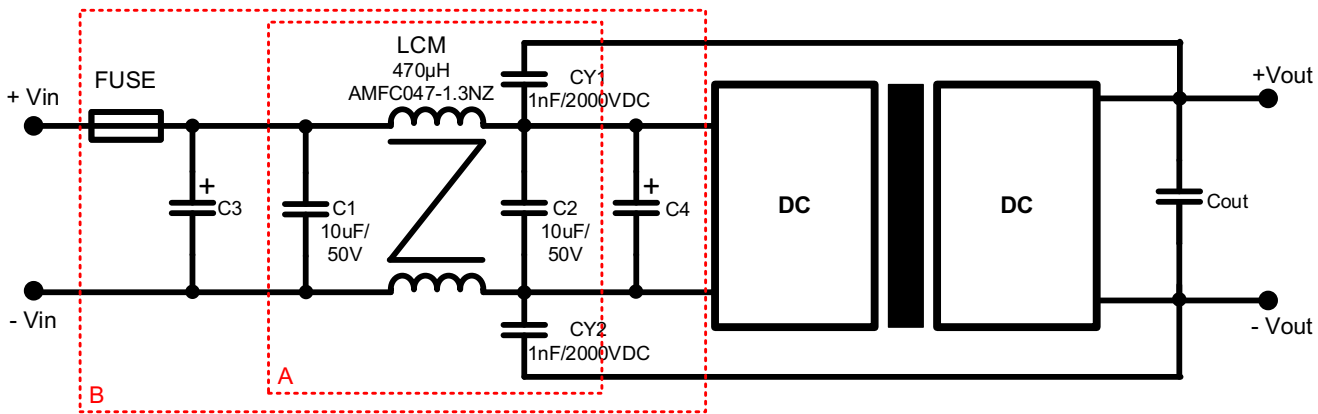 LCM
470µH
AMFC047-1.3NZ
FUSE
CY1
1nF/2000VDC
+ Vin
+Vout
+
C3
C1
10uF/
50V
C2
10uF/
50V
+
C4
DC
DC
Cout
- Vin
- Vout
CY2
1nF/2000VDC
A
B